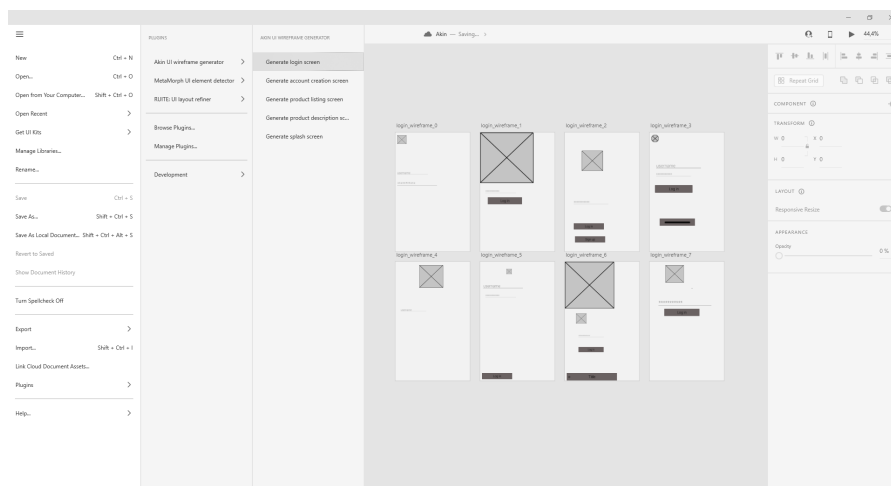 Akin — Saving...
44,4%
New Ctrl + N
Open... Ctrl + O
Open from Your Computer... Shift + Ctrl + O
Open Recent
Get UI Kits
Manage Libraries...
Rename...
Save Ctrl + S
Save As... Shift + Ctrl + S
Save As Local Document... Shift + Ctrl + Alt + S
Revert to Saved
Show Document History
Turn Spellcheck Off
Export
Import... Shift + Ctrl + I
Link Cloud Document Assets...
Plugins
Help...
PLUGINS
Akin UI wireframe generator
MetaMorph UI element detector
RUITE: UI layout refiner
Browse Plugins...
Manage Plugins...
Development
AKIN UI WIREFRAME GENERATOR
Generate login screen
Generate account creation screen
Generate product listing screen
Generate product description sc...
Generate splash screen
login_wireframe_0
login_wireframe_1
login_wireframe_2
login_wireframe_3
login_wireframe_4
login_wireframe_5
login_wireframe_6
login_wireframe_7
Repeat Grid
COMPONENT
TRANSFORM
W 0 X 0
H 0 Y 0
LAYOUT
Responsive Resize
APPEARANCE
Opacity
0 %